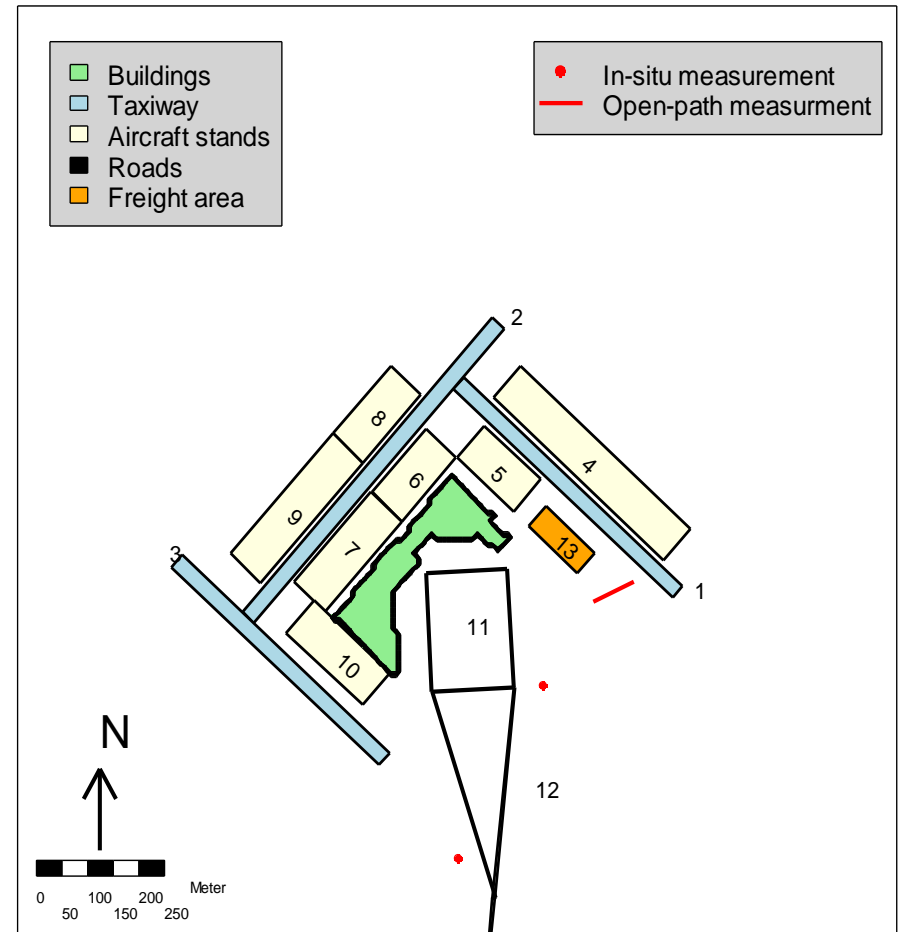 Buildings
Taxiway
Aircraft stands
Roads
Freight area
In-situ measurement
Open-path measurment
2
8
4
6
5
9
7
13
3
1
11
10
N
12
Meter
0 100 200
50 150 250